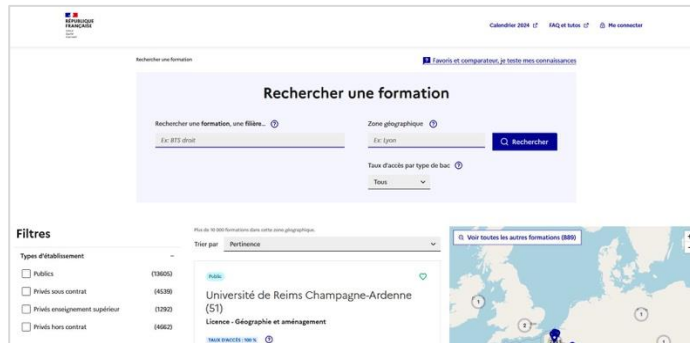 RÉPUBLIQUE
FRANÇAISE
Calendrier 2024
FAQ et tutos
Me connecter
Rechercher une formation
Favoris et comparateur, je teste mes connaissances
Rechercher une formation
Rechercher une formation, une filière... ?
Zone géographique ?
Ex: BTS droit
Ex: Lyon
Rechercher
Taux d'accès par type de bac ?
Tous
Filtres
Plus de 10 000 formations dans cette zone géographique.
Trier par Pertinence
Voir toutes les autres formations (889)
Types d'établissement –
Publics (13605)
Privés sous contrat (4539)
Privés enseignement supérieur (1292)
Privés hors contrat (4662)
Public
Université de Reims Champagne-Ardenne
(51)
Licence - Géographie et aménagement
TAUX D'ACCÈS : 100 % ?
1
2
1
1